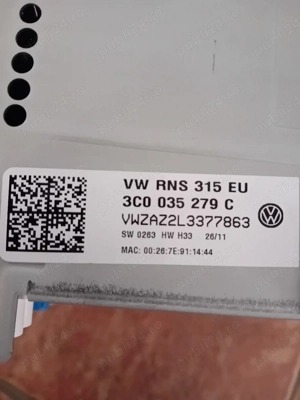 VW RNS 315 EU
3C0 035 279 C
VWZAZ2L3377863
SW 0263 HW H33 26/11
MAC: 00:26:7E:91:14:44